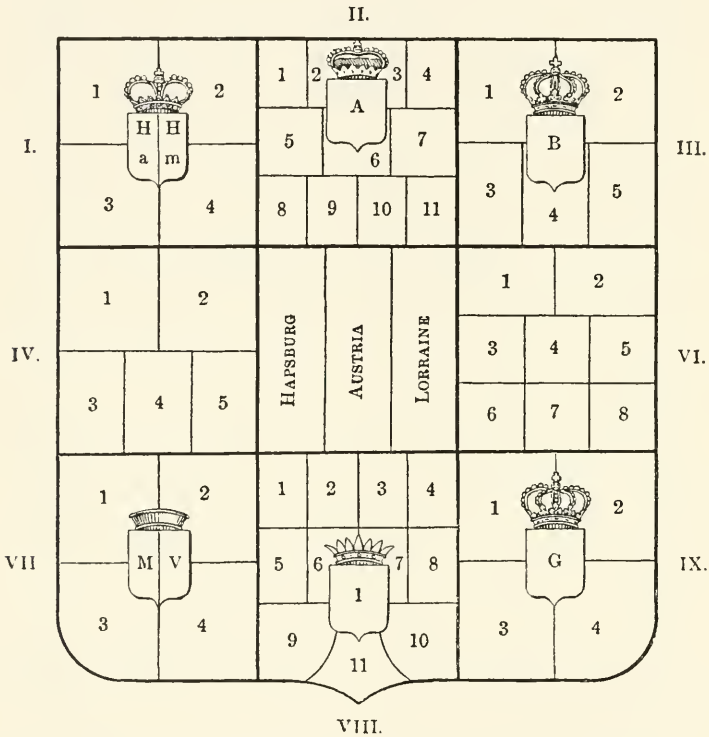 II.
I.
1 2
H H
a m
3 4
1 2 3 4
A
5 6 7
8 9 10 11
1 2
B
3 4 5
III.
IV.
1 2
3 4 5
HAPSBURG
AUSTRIA
LORRAINE
1 2
3 4 5
6 7 8
VI.
VII
1 2
M V
3 4
1 2 3 4
5 6 7 8
1
9 10
11
1 2
G
3 4
IX.
VIII.